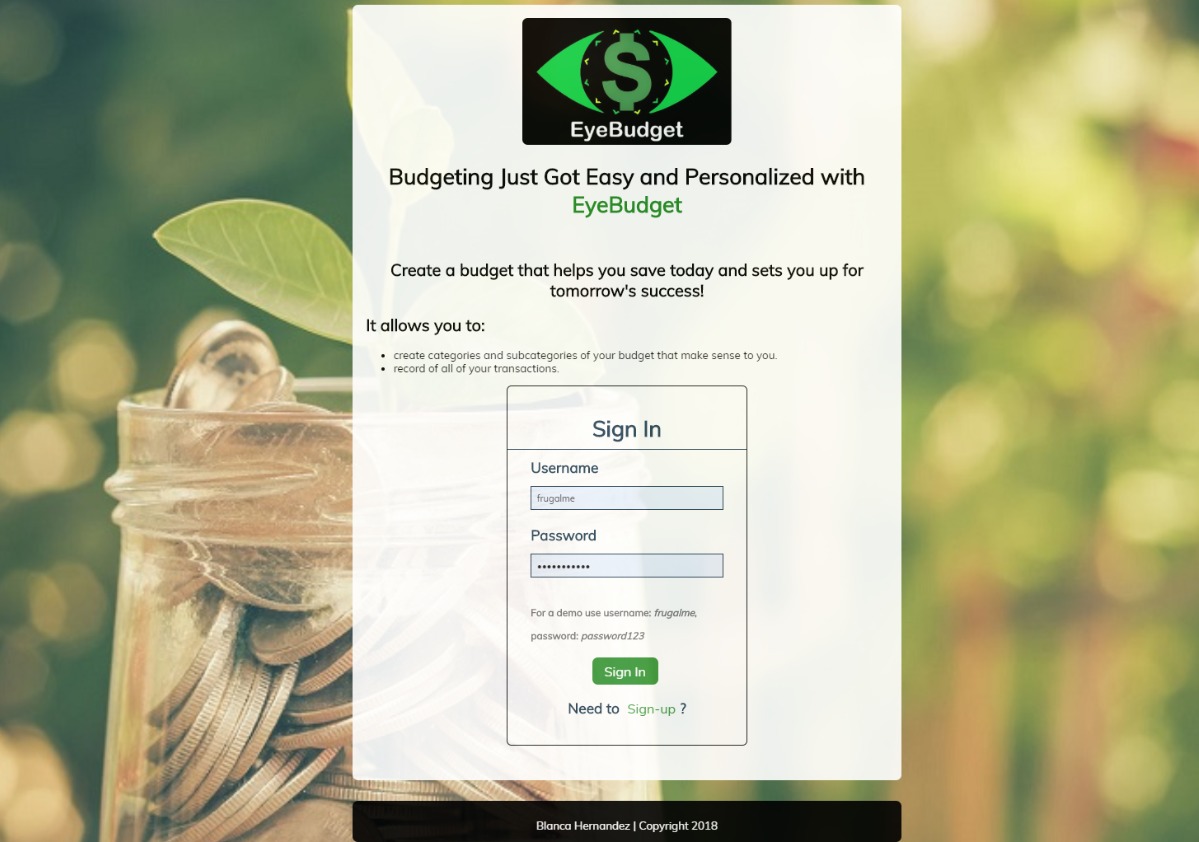 $
EyeBudget
Budgeting Just Got Easy and Personalized with
EyeBudget
Create a budget that helps you save today and sets you up for
tomorrow's success!
It allows you to:
• create categories and subcategories of your budget that make sense to you.
• record of all of your transactions.
Sign In
Username
frugalme
Password
•••••••••••
For a demo use username: frugalme,
password: password123
Sign In
Need to Sign-up ?
Blanca Hernandez | Copyright 2018